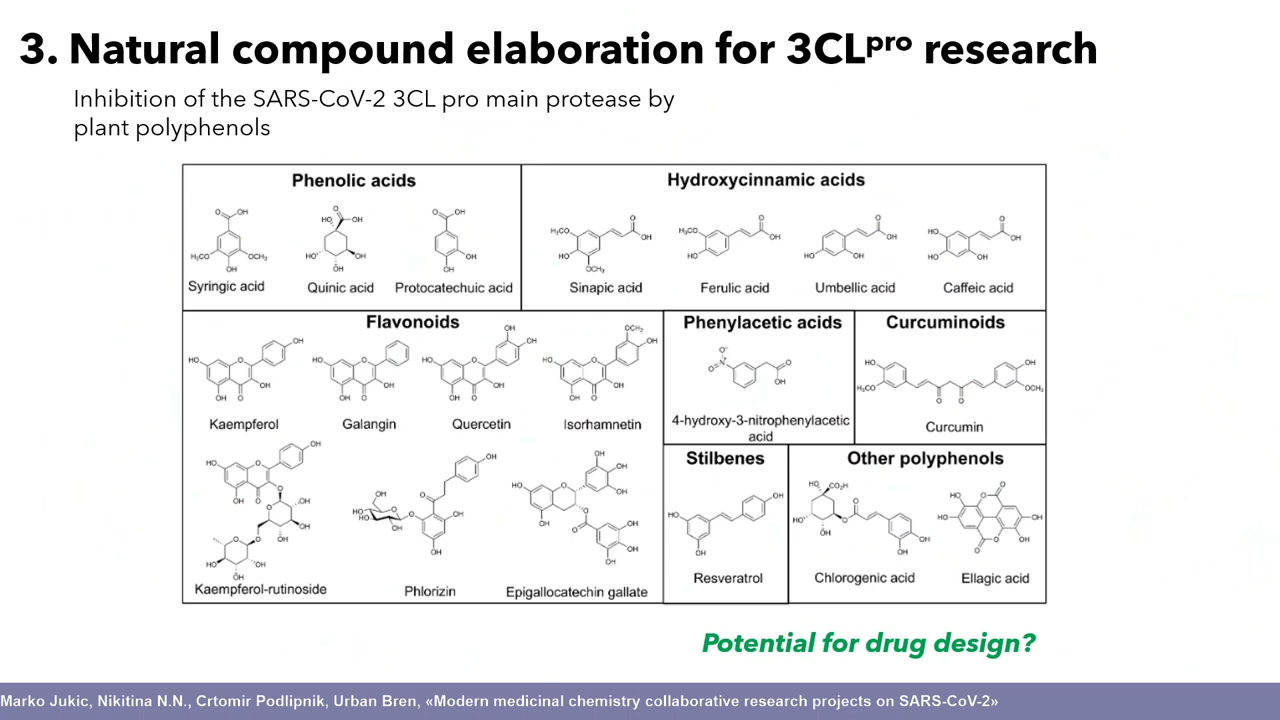 3. Natural compound elaboration for 3CLᵖʳᵒ research
Inhibition of the SARS-CoV-2 3CL pro main protease by
plant polyphenols
Phenolic acids
Syringic acid
Quinic acid
Protocatechuic acid
Hydroxycinnamic acids
Sinapic acid
Ferulic acid
Umbellic acid
Caffeic acid
Flavonoids
Kaempferol
Galangin
Quercetin
Isorhamnetin
Kaempferol-rutinoside
Phlorizin
Epigallocatechin gallate
Phenylacetic acids
4-hydroxy-3-nitrophenylacetic
acid
Curcuminoids
Curcumin
Stilbenes
Resveratrol
Other polyphenols
Chlorogenic acid
Ellagic acid
Potential for drug design?
Marko Jukic, Nikitina N.N., Crtomir Podlipnik, Urban Bren, «Modern medicinal chemistry collaborative research projects on SARS-CoV-2»